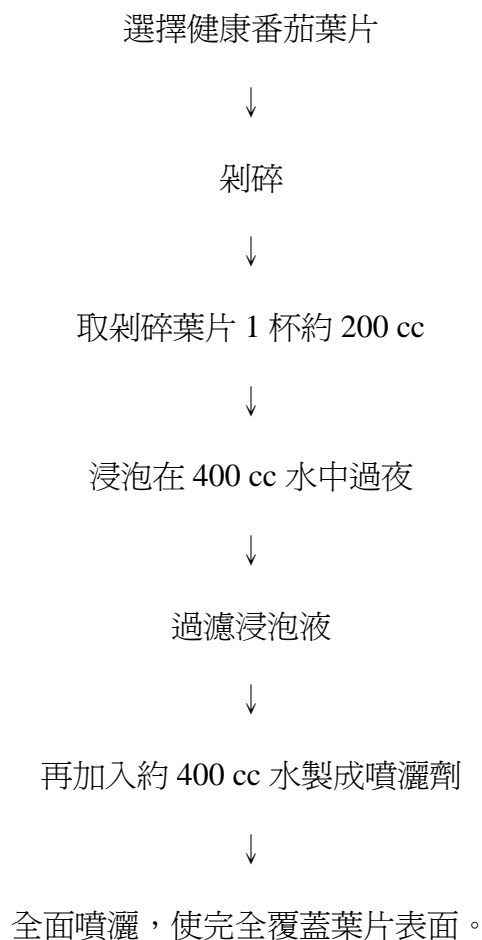 選擇健康番茄葉片
↓
剁碎
↓
取剁碎葉片 1 杯約 200 cc
↓
浸泡在 400 cc 水中過夜
↓
過濾浸泡液
↓
再加入約 400 cc 水製成噴灑劑
↓
全面噴灑，使完全覆蓋葉片表面。